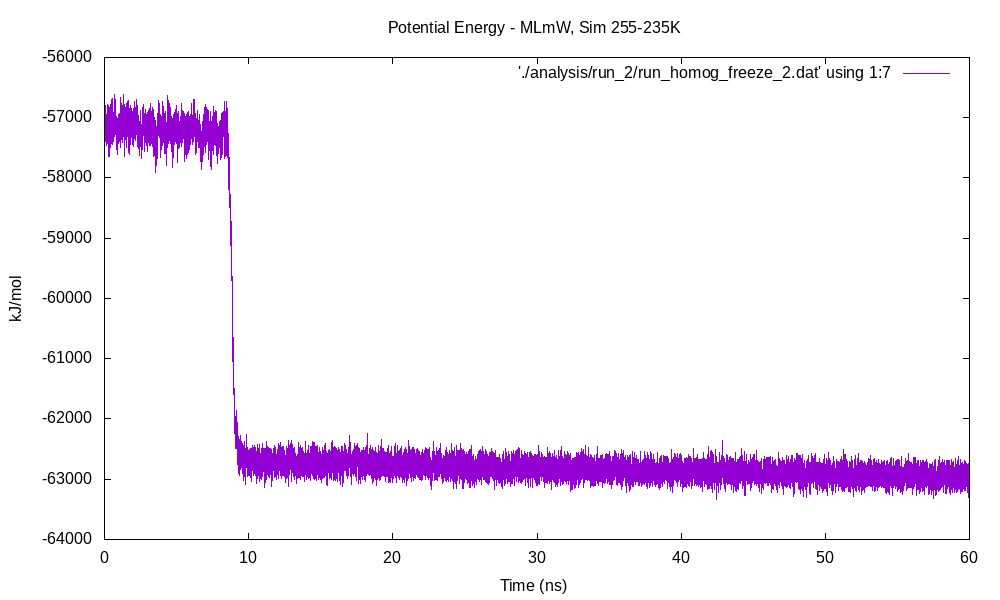 Potential Energy - MLmW, Sim 255-235K
'./analysis/run_2/run_homog_freeze_2.dat' using 1:7
-56000
-57000
-58000
-59000
-60000
-61000
-62000
-63000
-64000
kJ/mol
0 10 20 30 40 50 60
Time (ns)